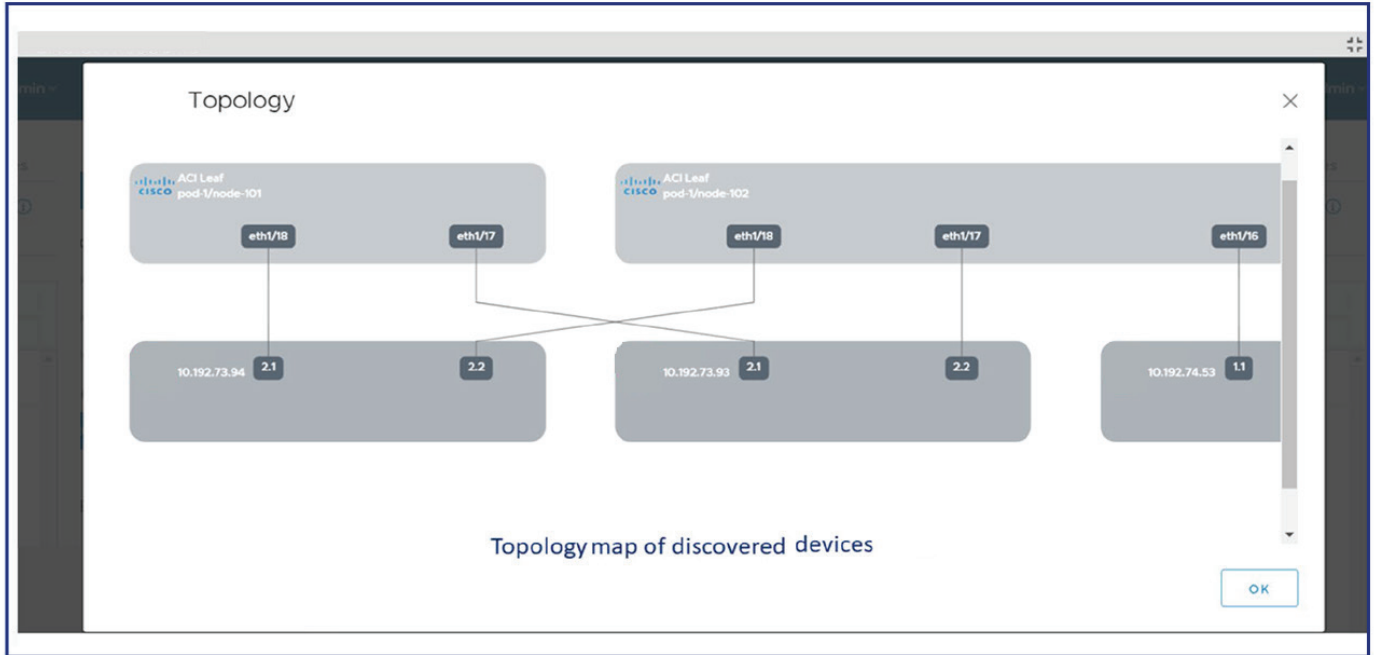 Topology
ACI Leaf
CISCO pod-1/node-101
ACI Leaf
CISCO pod-1/node-102
eth1/18
eth1/17
eth1/18
eth1/17
eth1/16
10.192.73.94 2.1
2.2
10.192.73.93 2.1
2.2
10.192.74.53 1.1
Topology map of discovered devices
OK